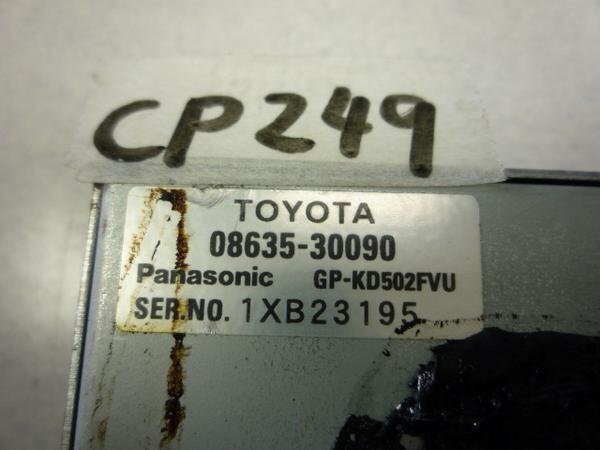 CP249
TOYOTA
08635-30090
Panasonic GP-KD502FVU
SER.NO. 1XB23195